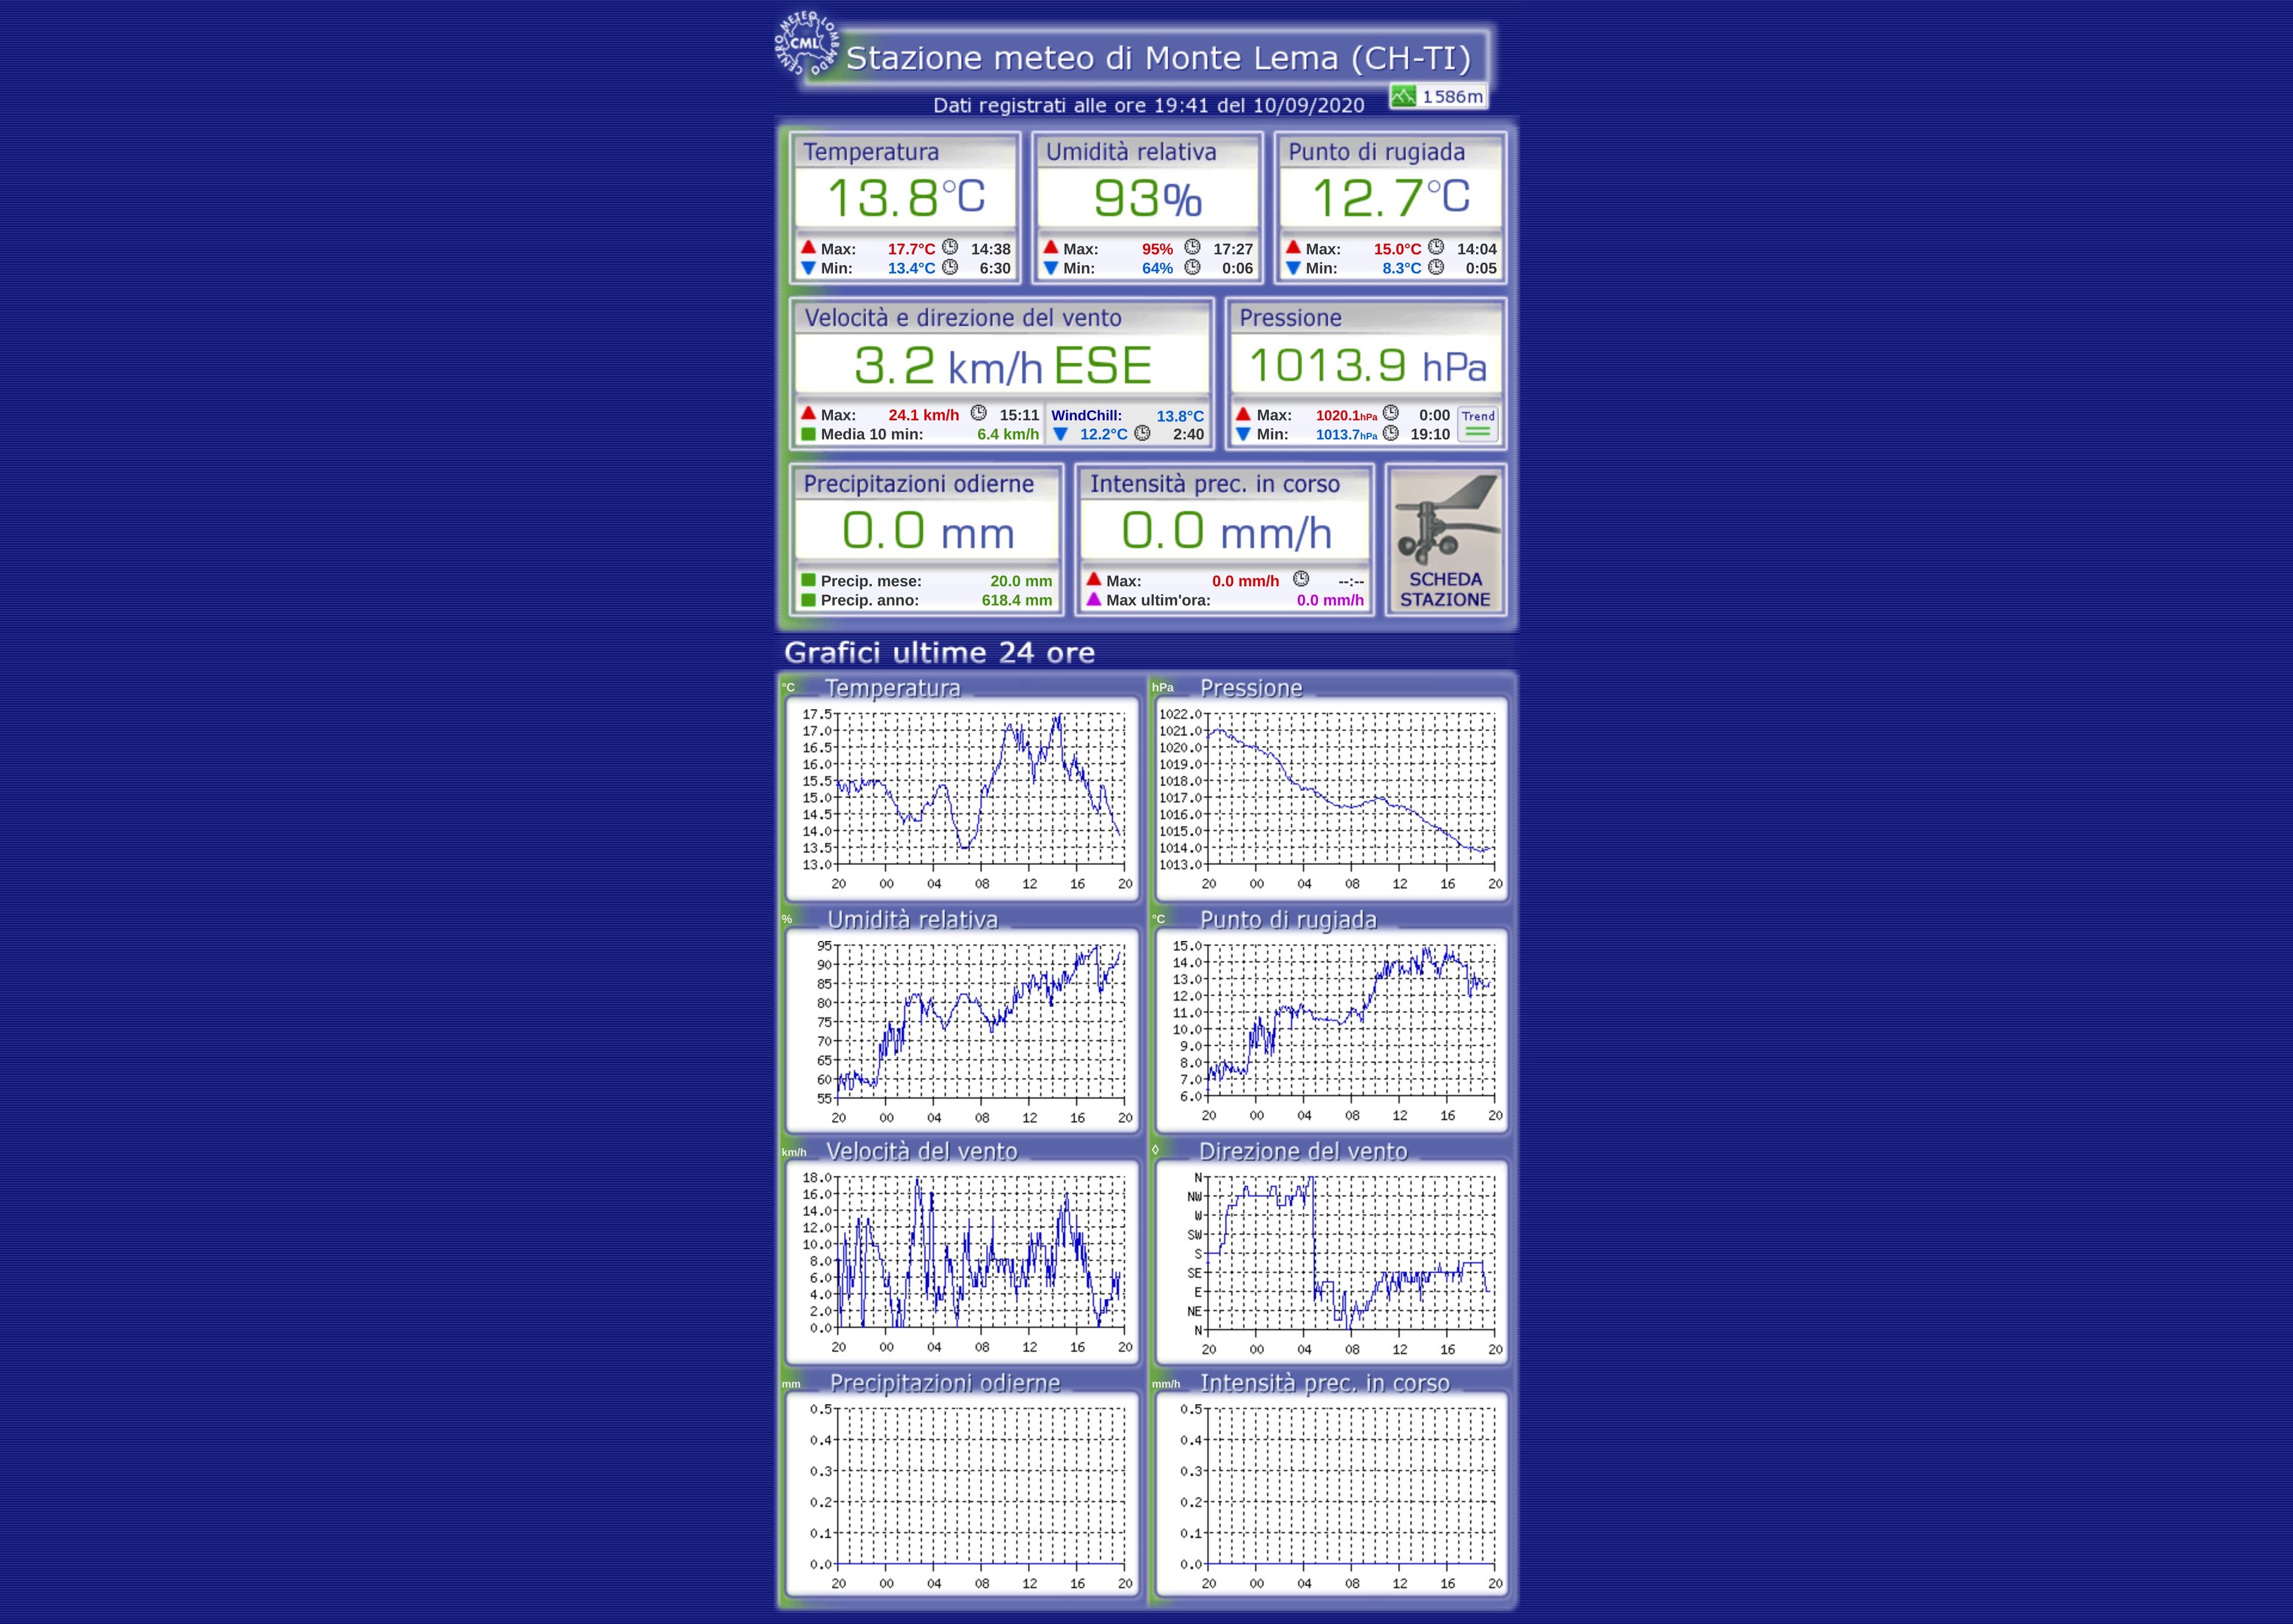 CENTRO METEO LOMBARDO
CML
Stazione meteo di Monte Lema (CH-TI)
Dati registrati alle ore 19:41 del 10/09/2020
1586m
Temperatura
13.8°C
Max: 17.7°C 14:38
Min: 13.4°C 6:30
Umidità relativa
93%
Max: 95% 17:27
Min: 64% 0:06
Punto di rugiada
12.7°C
Max: 15.0°C 14:04
Min: 8.3°C 0:05
Velocità e direzione del vento
3.2 km/h ESE
Max: 24.1 km/h 15:11
Media 10 min: 6.4 km/h
WindChill: 13.8°C
12.2°C 2:40
Pressione
1013.9 hPa
Max: 1020.1hPa 0:00
Min: 1013.7hPa 19:10
Trend
Precipitazioni odierne
0.0 mm
Precip. mese: 20.0 mm
Precip. anno: 618.4 mm
Intensità prec. in corso
0.0 mm/h
Max: 0.0 mm/h --:--
Max ultim'ora: 0.0 mm/h
SCHEDA
STAZIONE
Grafici ultime 24 ore
°C Temperatura
17.5
17.0
16.5
16.0
15.5
15.0
14.5
14.0
13.5
13.0
20 00 04 08 12 16 20
hPa Pressione
1022.0
1021.0
1020.0
1019.0
1018.0
1017.0
1016.0
1015.0
1014.0
1013.0
20 00 04 08 12 16 20
% Umidità relativa
95
90
85
80
75
70
65
60
55
20 00 04 08 12 16 20
°C Punto di rugiada
15.0
14.0
13.0
12.0
11.0
10.0
9.0
8.0
7.0
6.0
20 00 04 08 12 16 20
km/h Velocità del vento
18.0
16.0
14.0
12.0
10.0
8.0
6.0
4.0
2.0
0.0
20 00 04 08 12 16 20
◊ Direzione del vento
N
NW
W
SW
S
SE
E
NE
N
20 00 04 08 12 16 20
mm Precipitazioni odierne
0.5
0.4
0.3
0.2
0.1
0.0
20 00 04 08 12 16 20
mm/h Intensità prec. in corso
0.5
0.4
0.3
0.2
0.1
0.0
20 00 04 08 12 16 20